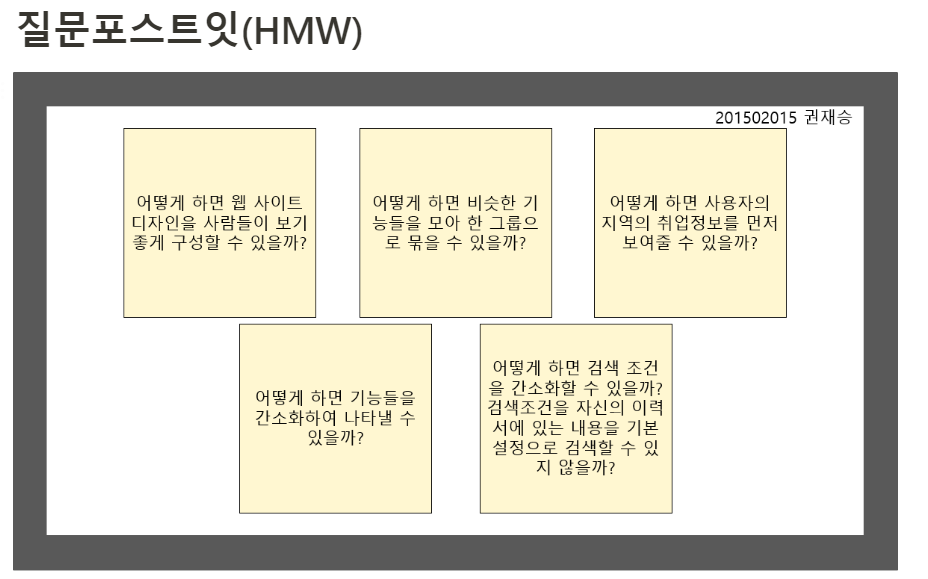 질문포스트잇(HMW)
201502015 권재승
어떻게 하면 웹 사이트
디자인을 사람들이 보기
좋게 구성할 수 있을까?
어떻게 하면 비슷한 기
능들을 모아 한 그룹으
로 묶을 수 있을까?
어떻게 하면 사용자의
지역의 취업정보를 먼저
보여줄 수 있을까?
어떻게 하면 기능들을
간소화하여 나타낼 수
있을까?
어떻게 하면 검색 조건
을 간소화할 수 있을까?
검색조건을 자신의 이력
서에 있는 내용을 기본
설정으로 검색할 수 있
지 않을까?